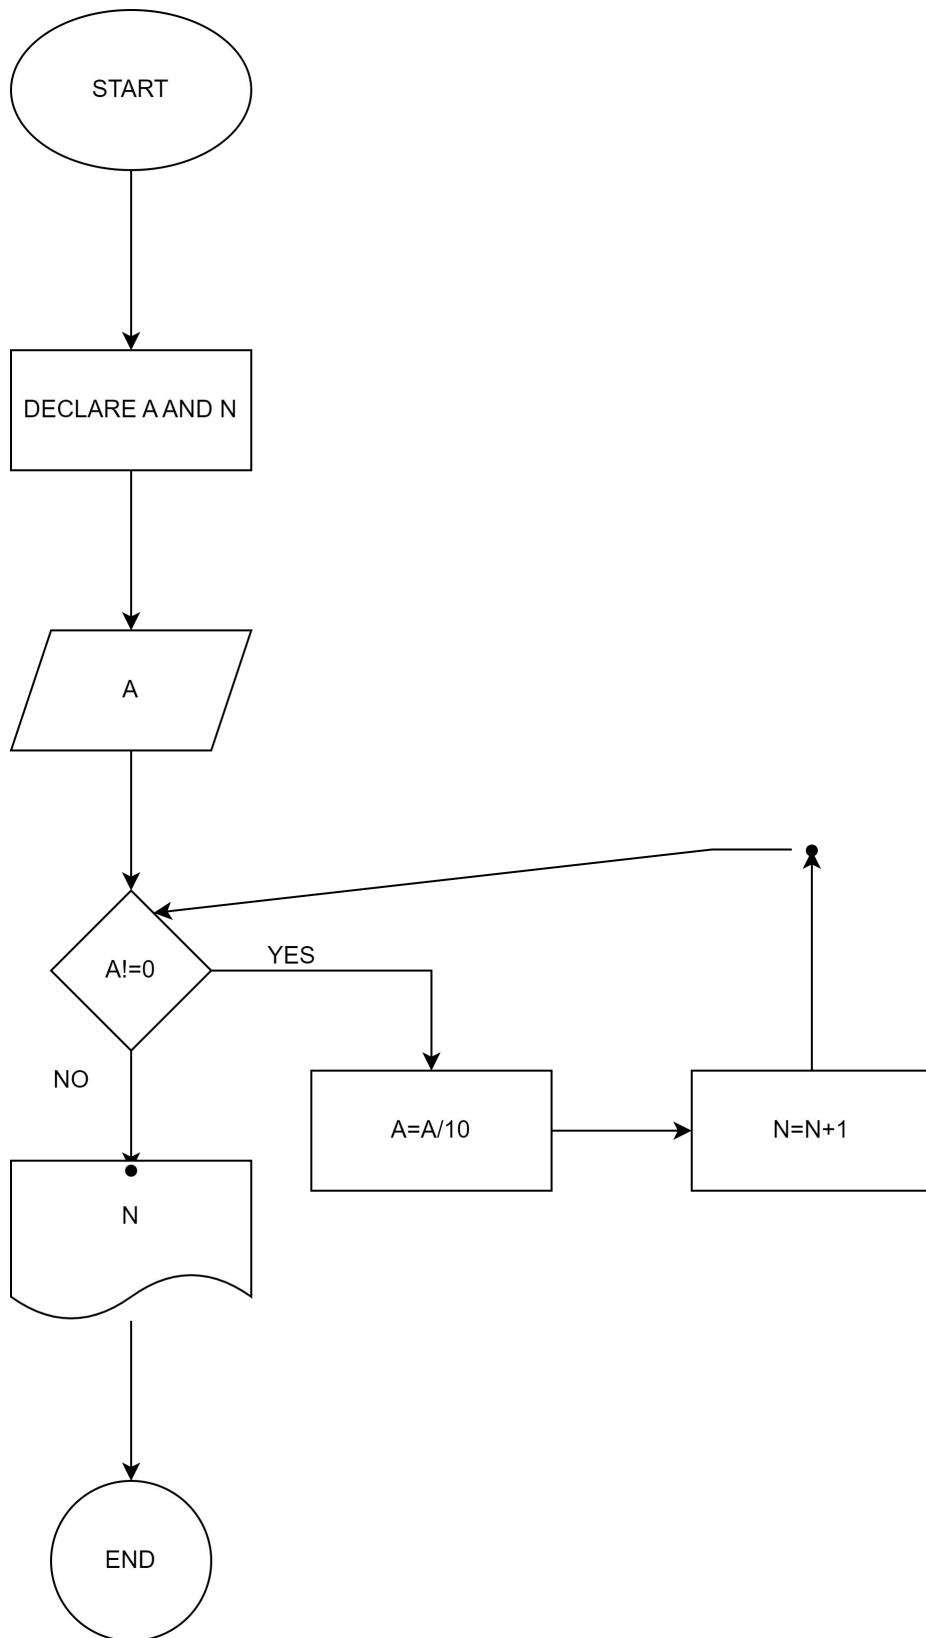 START
DECLARE A AND N
A
A!=0
YES
NO
A=A/10
N=N+1
N
END